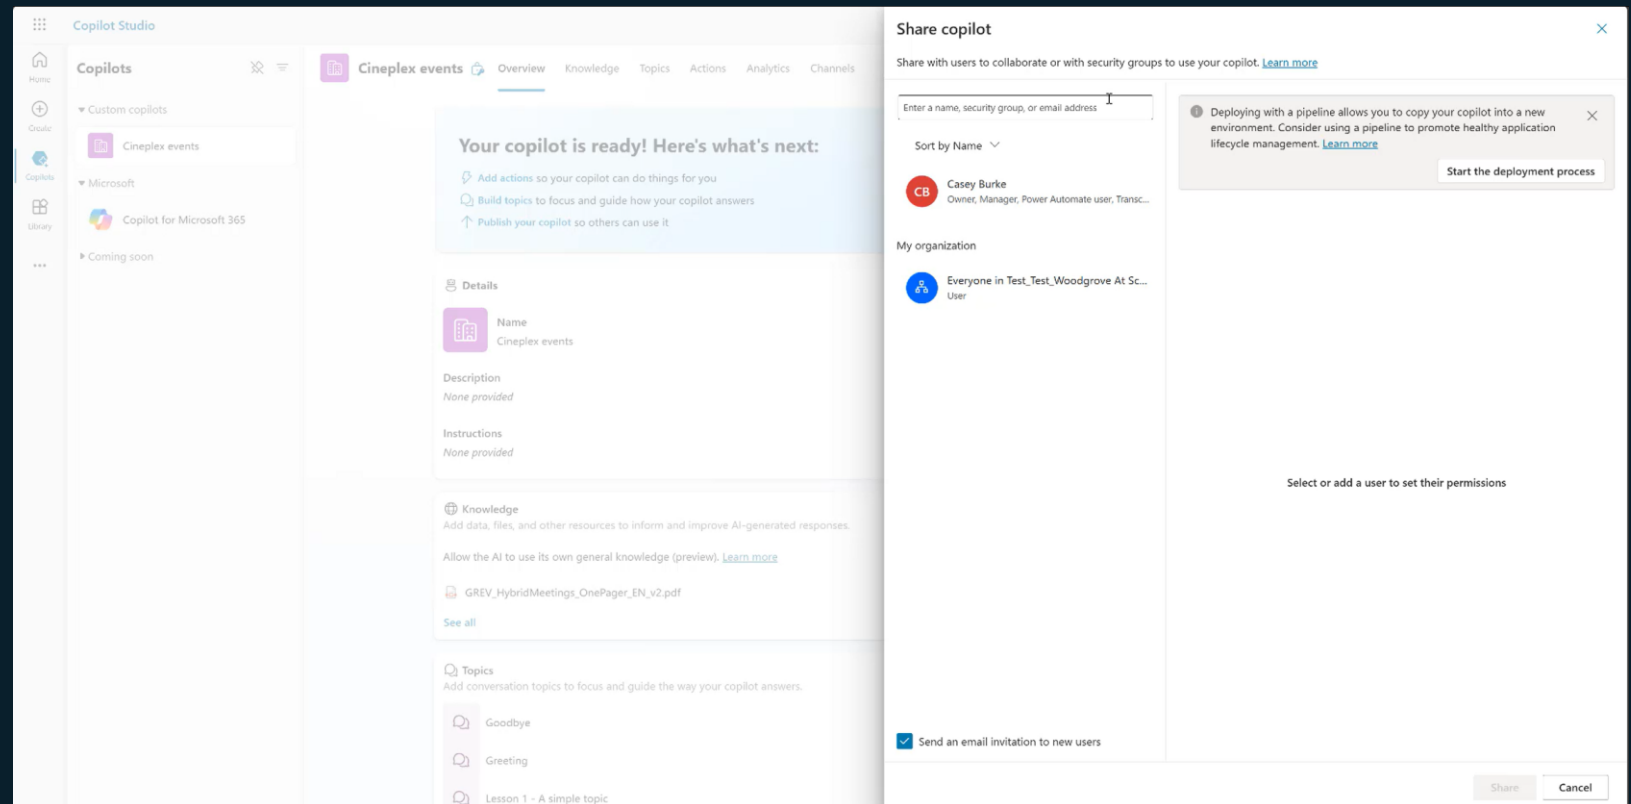 Copilot Studio
Home
Create
Copilots
Library
Copilots
Custom copilots
Cineplex events
Microsoft
Copilot for Microsoft 365
Coming soon
Cineplex events
Overview
Knowledge
Topics
Actions
Analytics
Channels
Your copilot is ready! Here's what's next:
Add actions so your copilot can do things for you
Build topics to focus and guide how your copilot answers
Publish your copilot so others can use it
Details
Name
Cineplex events
Description
None provided
Instructions
None provided
Knowledge
Add data, files, and other resources to inform and improve AI-generated responses.
Allow the AI to use its own general knowledge (preview). Learn more
GREV_HybridMeetings_OnePager_EN_v2.pdf
See all
Topics
Add conversation topics to focus and guide the way your copilot answers.
Goodbye
Greeting
Lesson 1 - A simple topic
Share copilot
Share with users to collaborate or with security groups to use your copilot. Learn more
Enter a name, security group, or email address
Sort by Name
CB
Casey Burke
Owner, Manager, Power Automate user, Transc...
My organization
Everyone in Test_Test_Woodgrove At Sc...
User
Send an email invitation to new users
Deploying with a pipeline allows you to copy your copilot into a new
environment. Consider using a pipeline to promote healthy application
lifecycle management. Learn more
Start the deployment process
Select or add a user to set their permissions
Share
Cancel